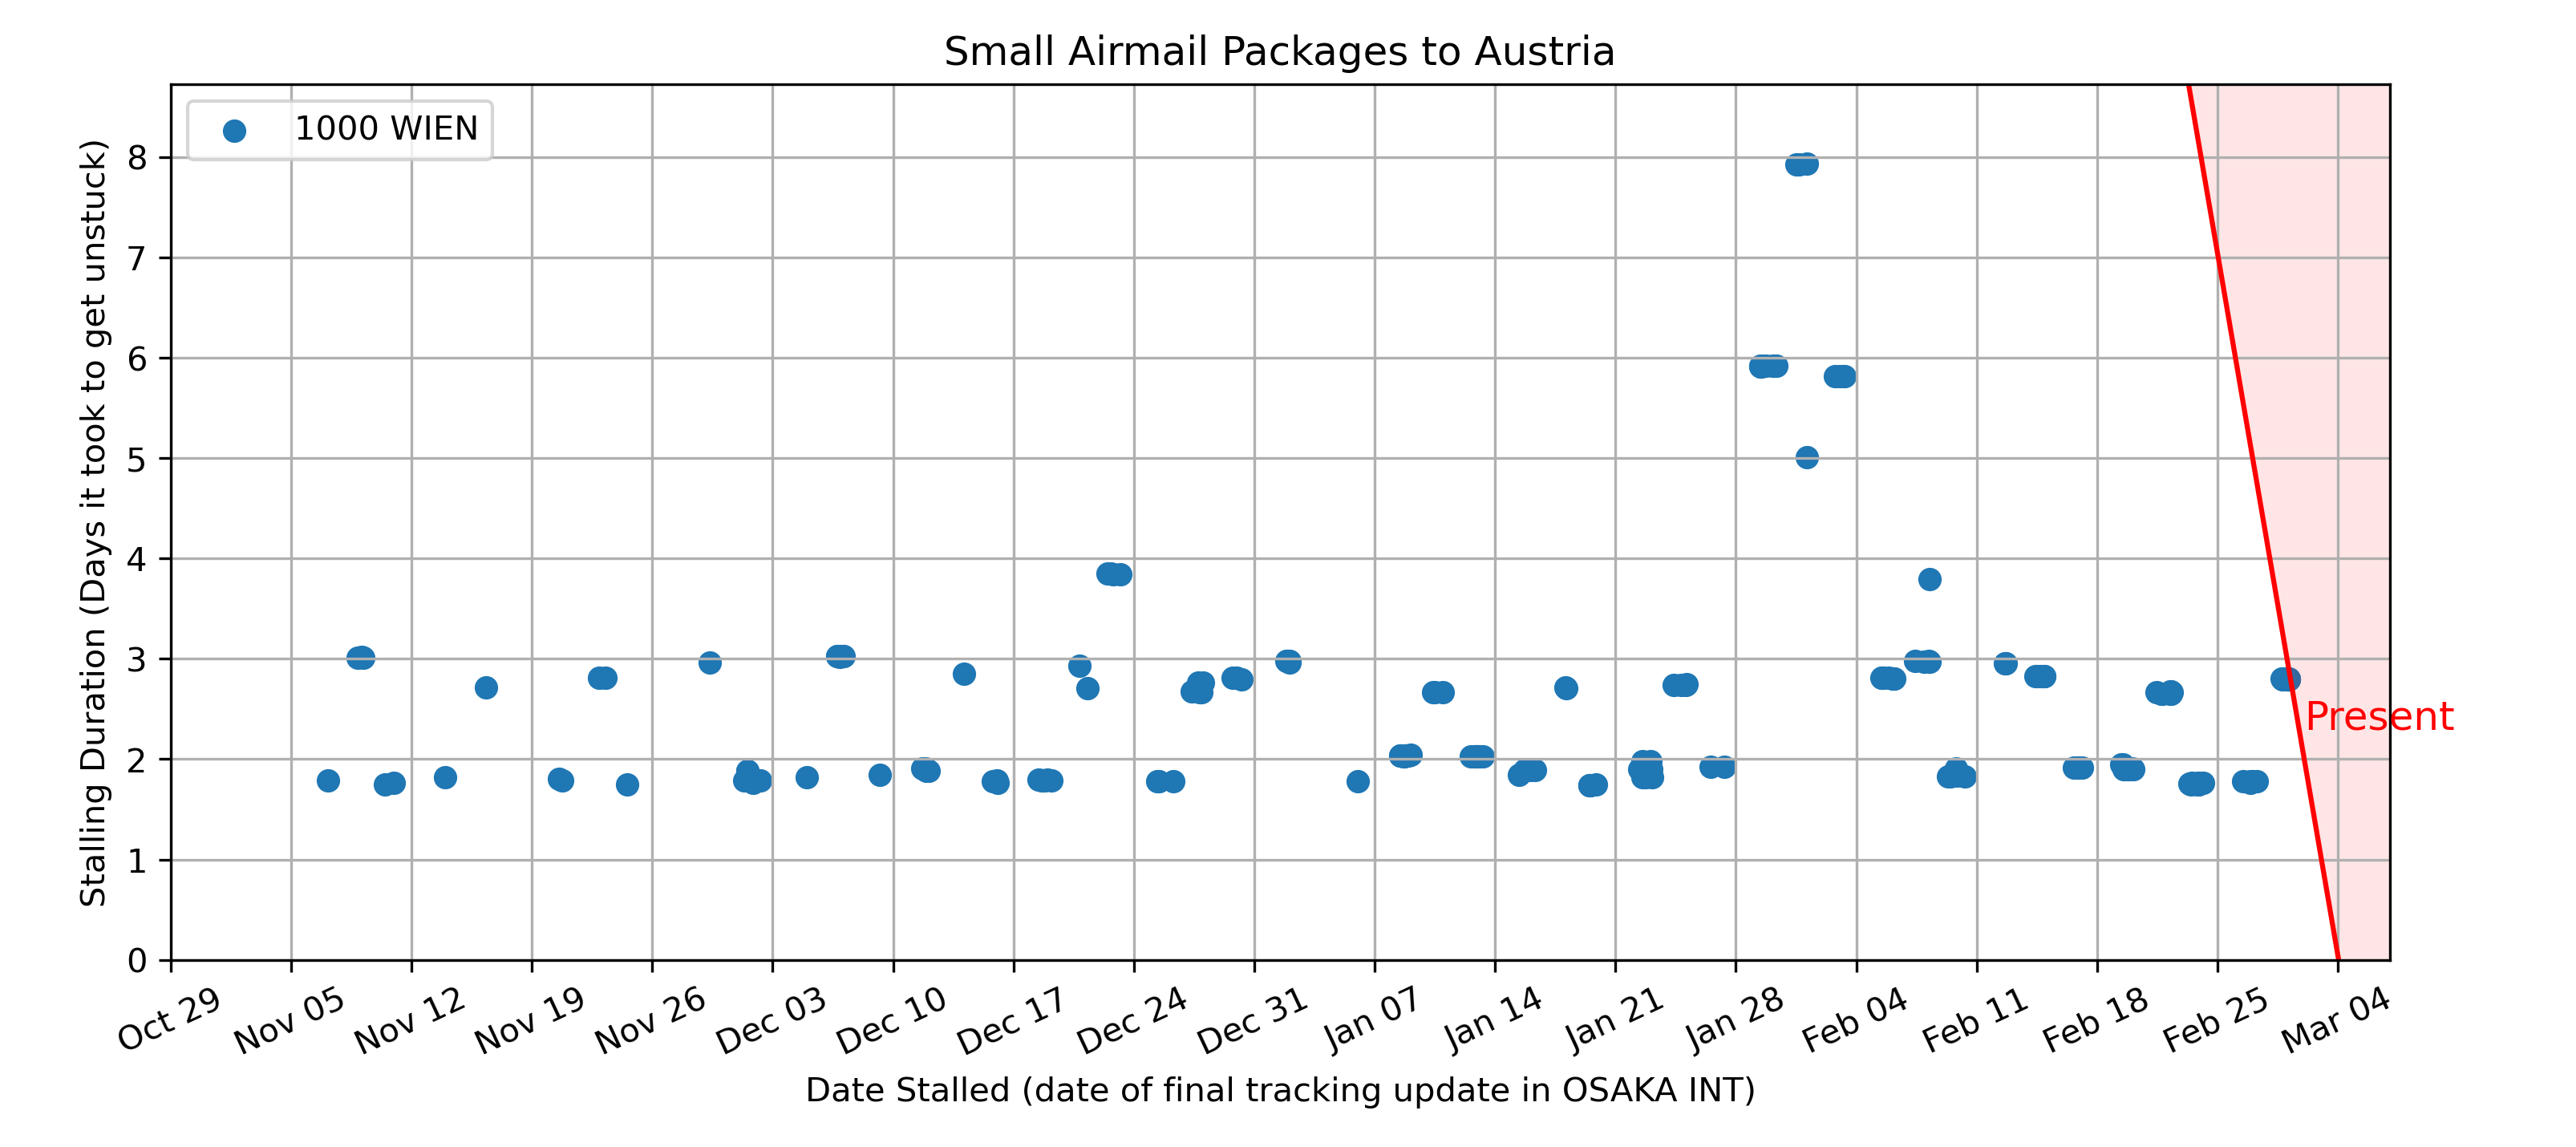 Small Airmail Packages to Austria
1000 WIEN
Stalling Duration (Days it took to get unstuck)
8
7
6
5
4
3
2
1
0
Present
Oct 29
Nov 05
Nov 12
Nov 19
Nov 26
Dec 03
Dec 10
Dec 17
Dec 24
Dec 31
Jan 07
Jan 14
Jan 21
Jan 28
Feb 04
Feb 11
Feb 18
Feb 25
Mar 04
Date Stalled (date of final tracking update in OSAKA INT)